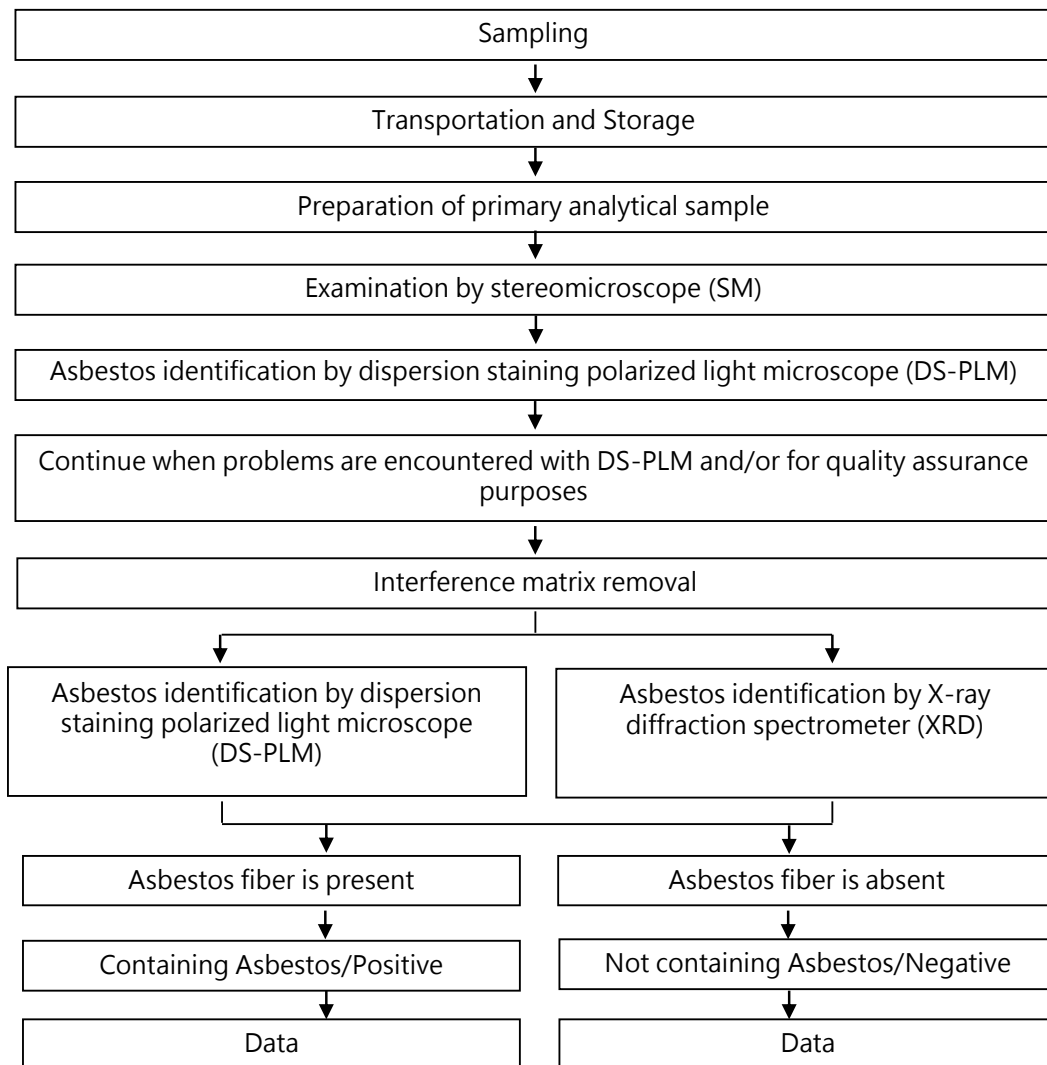 Sampling
Transportation and Storage
Preparation of primary analytical sample
Examination by stereomicroscope (SM)
Asbestos identification by dispersion staining polarized light microscope (DS-PLM)
Continue when problems are encountered with DS-PLM and/or for quality assurance
purposes
Interference matrix removal
Asbestos identification by dispersion
staining polarized light microscope
(DS-PLM)
Asbestos identification by X-ray
diffraction spectrometer (XRD)
Asbestos fiber is present
Asbestos fiber is absent
Containing Asbestos/Positive
Not containing Asbestos/Negative
Data
Data